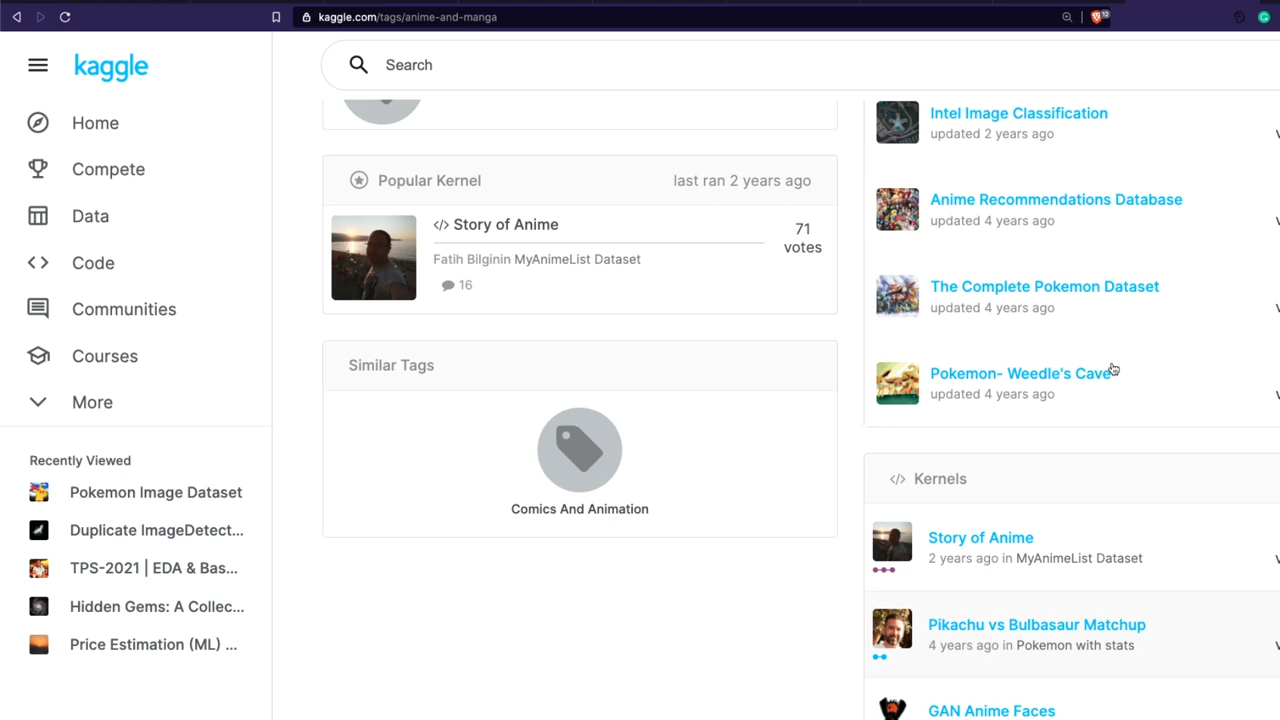 kaggle.com/tags/anime-and-manga
kaggle
Search
Home
Compete
Data
Code
Communities
Courses
More
Recently Viewed
Pokemon Image Dataset
Duplicate ImageDetect...
TPS-2021 | EDA & Bas...
Hidden Gems: A Collec...
Price Estimation (ML) ...
Popular Kernel
last ran 2 years ago
</> Story of Anime
71
votes
Fatih Bilginin MyAnimeList Dataset
16
Similar Tags
Comics And Animation
Intel Image Classification
updated 2 years ago
Anime Recommendations Database
updated 4 years ago
The Complete Pokemon Dataset
updated 4 years ago
Pokemon- Weedle's Cave
updated 4 years ago
</> Kernels
Story of Anime
2 years ago in MyAnimeList Dataset
Pikachu vs Bulbasaur Matchup
4 years ago in Pokemon with stats
GAN Anime Faces